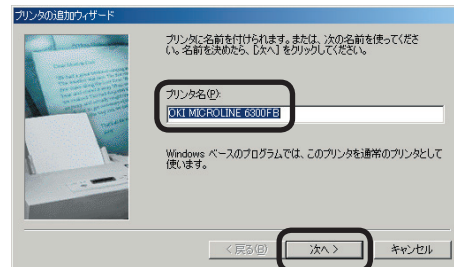 プリンタの追加ウィザード
プリンタに名前を付けられます。または、次の名前を使ってくださ
い。名前を決めたら、[次へ] をクリックしてください。
プリンタ名(P):
OKI MICROLINE 6300FB
Windows ベースのプログラムでは、このプリンタを通常のプリンタとして
使います。
< 戻る(B)
次へ >
キャンセル